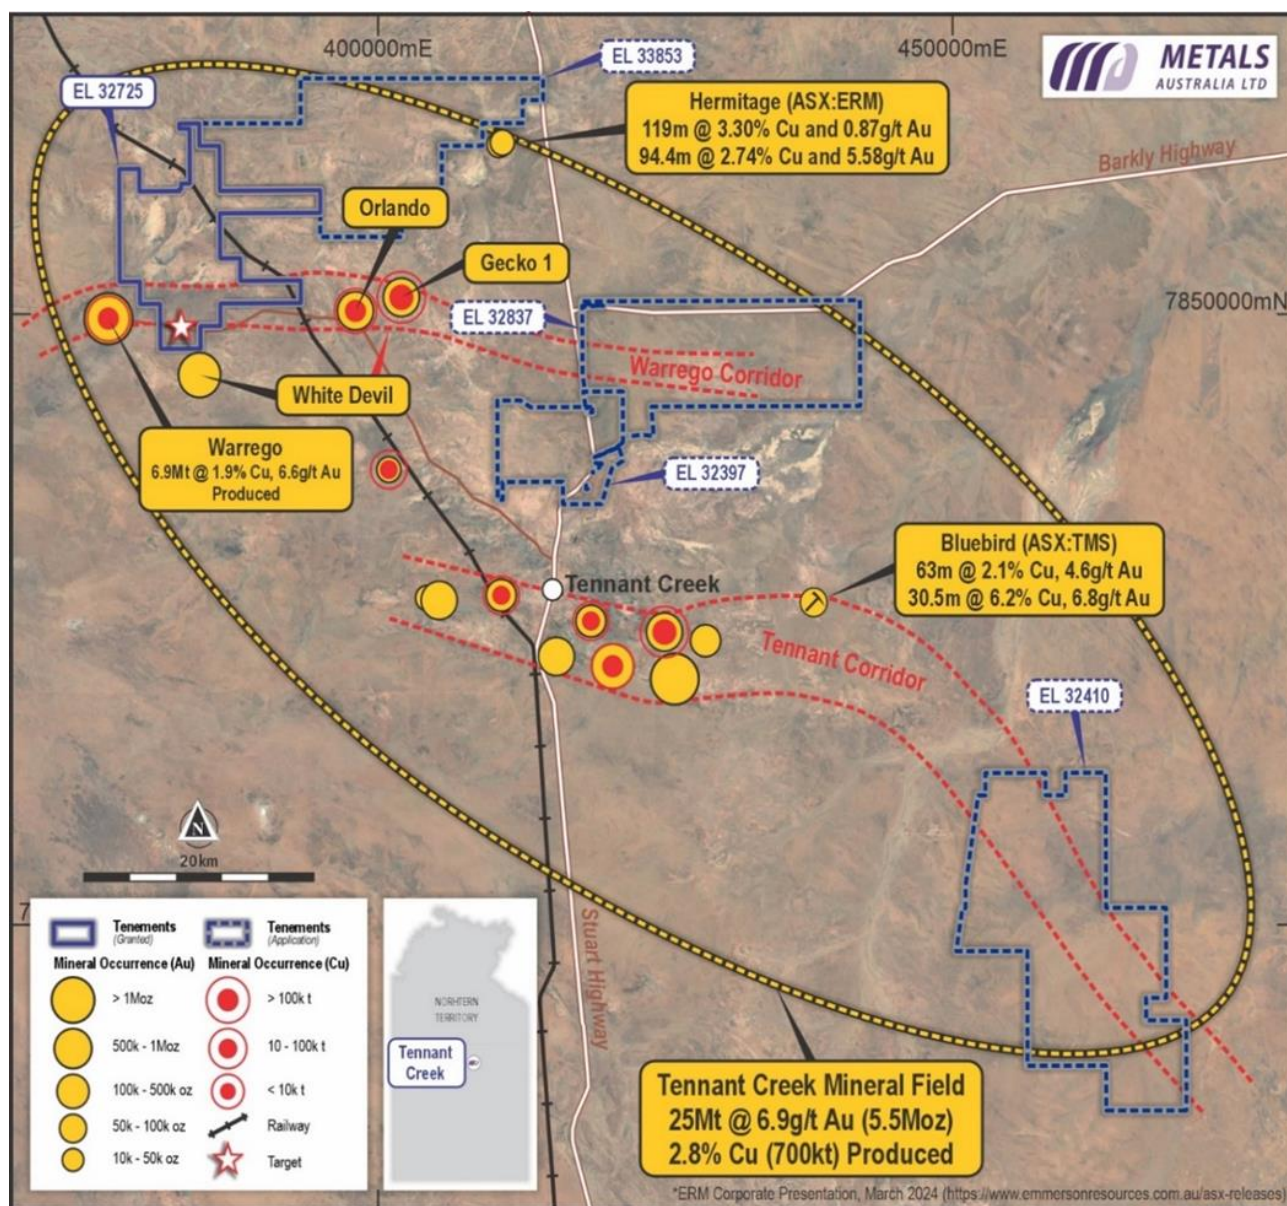 400000mE
450000mE
EL 33853
METALS
AUSTRALIA LTD
EL 32725
Hermitage (ASX:ERM)
119m @ 3.30% Cu and 0.87g/t Au
94.4m @ 2.74% Cu and 5.58g/t Au
Barkly Highway
Orlando
Gecko 1
7850000mN
EL 32837
Warrego Corridor
White Devil
Warrego
6.9Mt @ 1.9% Cu, 6.6g/t Au
Produced
EL 32397
Bluebird (ASX:TMS)
63m @ 2.1% Cu, 4.6g/t Au
30.5m @ 6.2% Cu, 6.8g/t Au
Tennant Creek
Tennant Corridor
EL 32410
N
20km
7
Stuart Highway
Tenements
(Granted)
Tenements
(Application)
Mineral Occurrence (Au)
Mineral Occurrence (Cu)
> 1Moz
> 100k t
500k - 1Moz
10 - 100k t
100k - 500k oz
< 10k t
50k - 100k oz
Railway
10k - 50k oz
Target
NORHTERN
TERRITORY
Tennant
Creek
Tennant Creek Mineral Field
25Mt @ 6.9g/t Au (5.5Moz)
2.8% Cu (700kt) Produced
*ERM Corporate Presentation, March 2024 (https://www.emmersonresources.com.au/asx-releases)